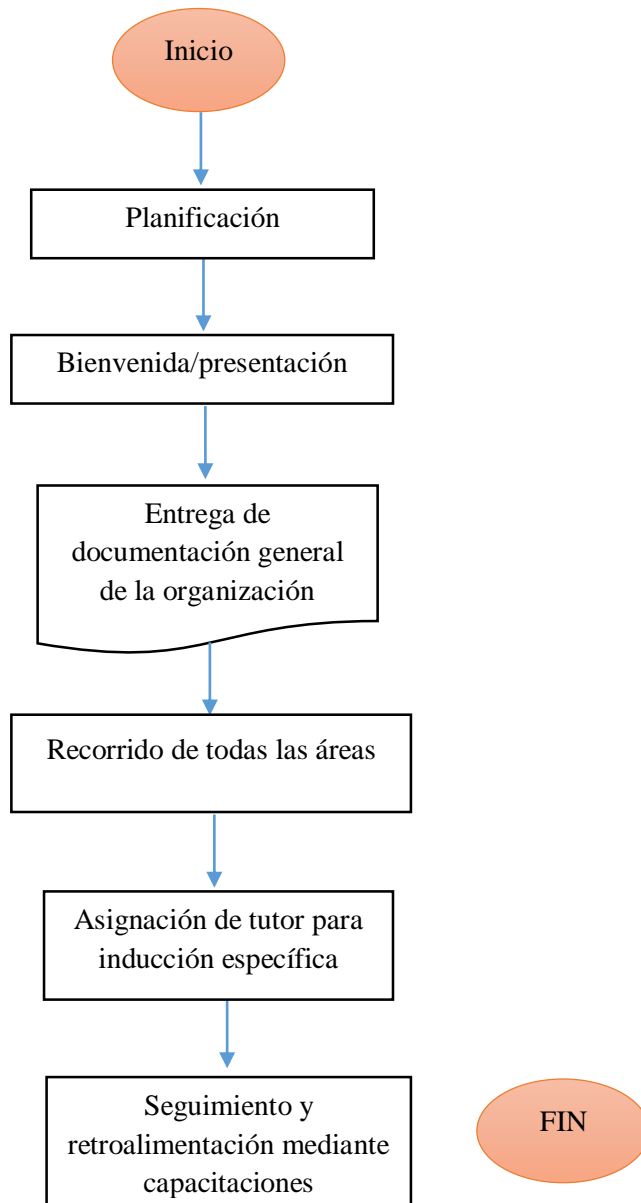 Inicio
Planificación
Bienvenida/presentación
Entrega de
documentación general
de la organización
Recorrido de todas las áreas
Asignación de tutor para
inducción específica
Seguimiento y
retroalimentación mediante
capacitaciones
FIN